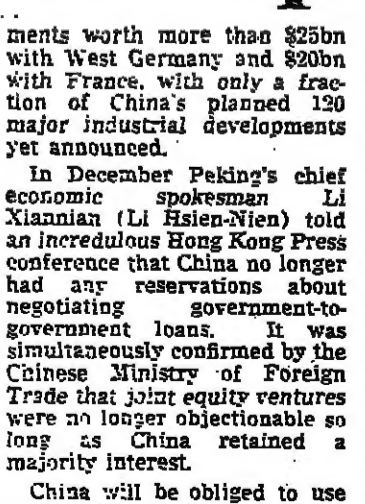 ments worth more than $25bn
with West Germany and $20bn
with France, with only a frac-
tion of China's planned 120
major industrial developments
yet announced.
In December Peking's chief
economic spokesman Li
Xiannian (Li Hsien-Nien) told
an incredulous Hong Kong Press
conference that China no longer
had any reservations about
negotiating government-to-
government loans. It was
simultaneously confirmed by the
Chinese Ministry of Foreign
Trade that joint equity ventures
were no longer objectionable so
long as China retained a
majority interest.
China will be obliged to use